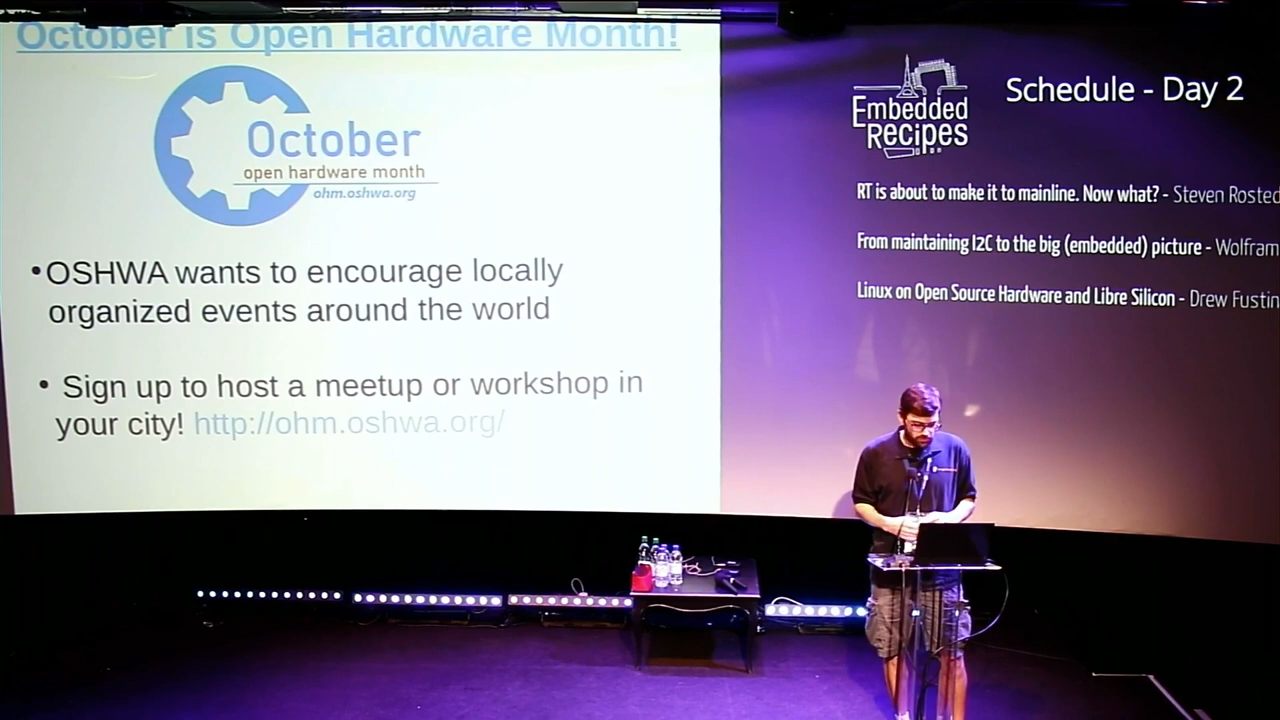 October is Open Hardware Month!
October
open hardware month
ohm.oshwa.org
•OSHWA wants to encourage locally
organized events around the world
• Sign up to host a meetup or workshop in
your city! http://ohm.oshwa.org/
Embedded
Recipes
Schedule - Day 2
RT is about to make it to mainline. Now what? - Steven Rosted
From maintaining I2C to the big (embedded) picture - Wolfram
Linux on Open Source Hardware and Libre Silicon - Drew Fustin